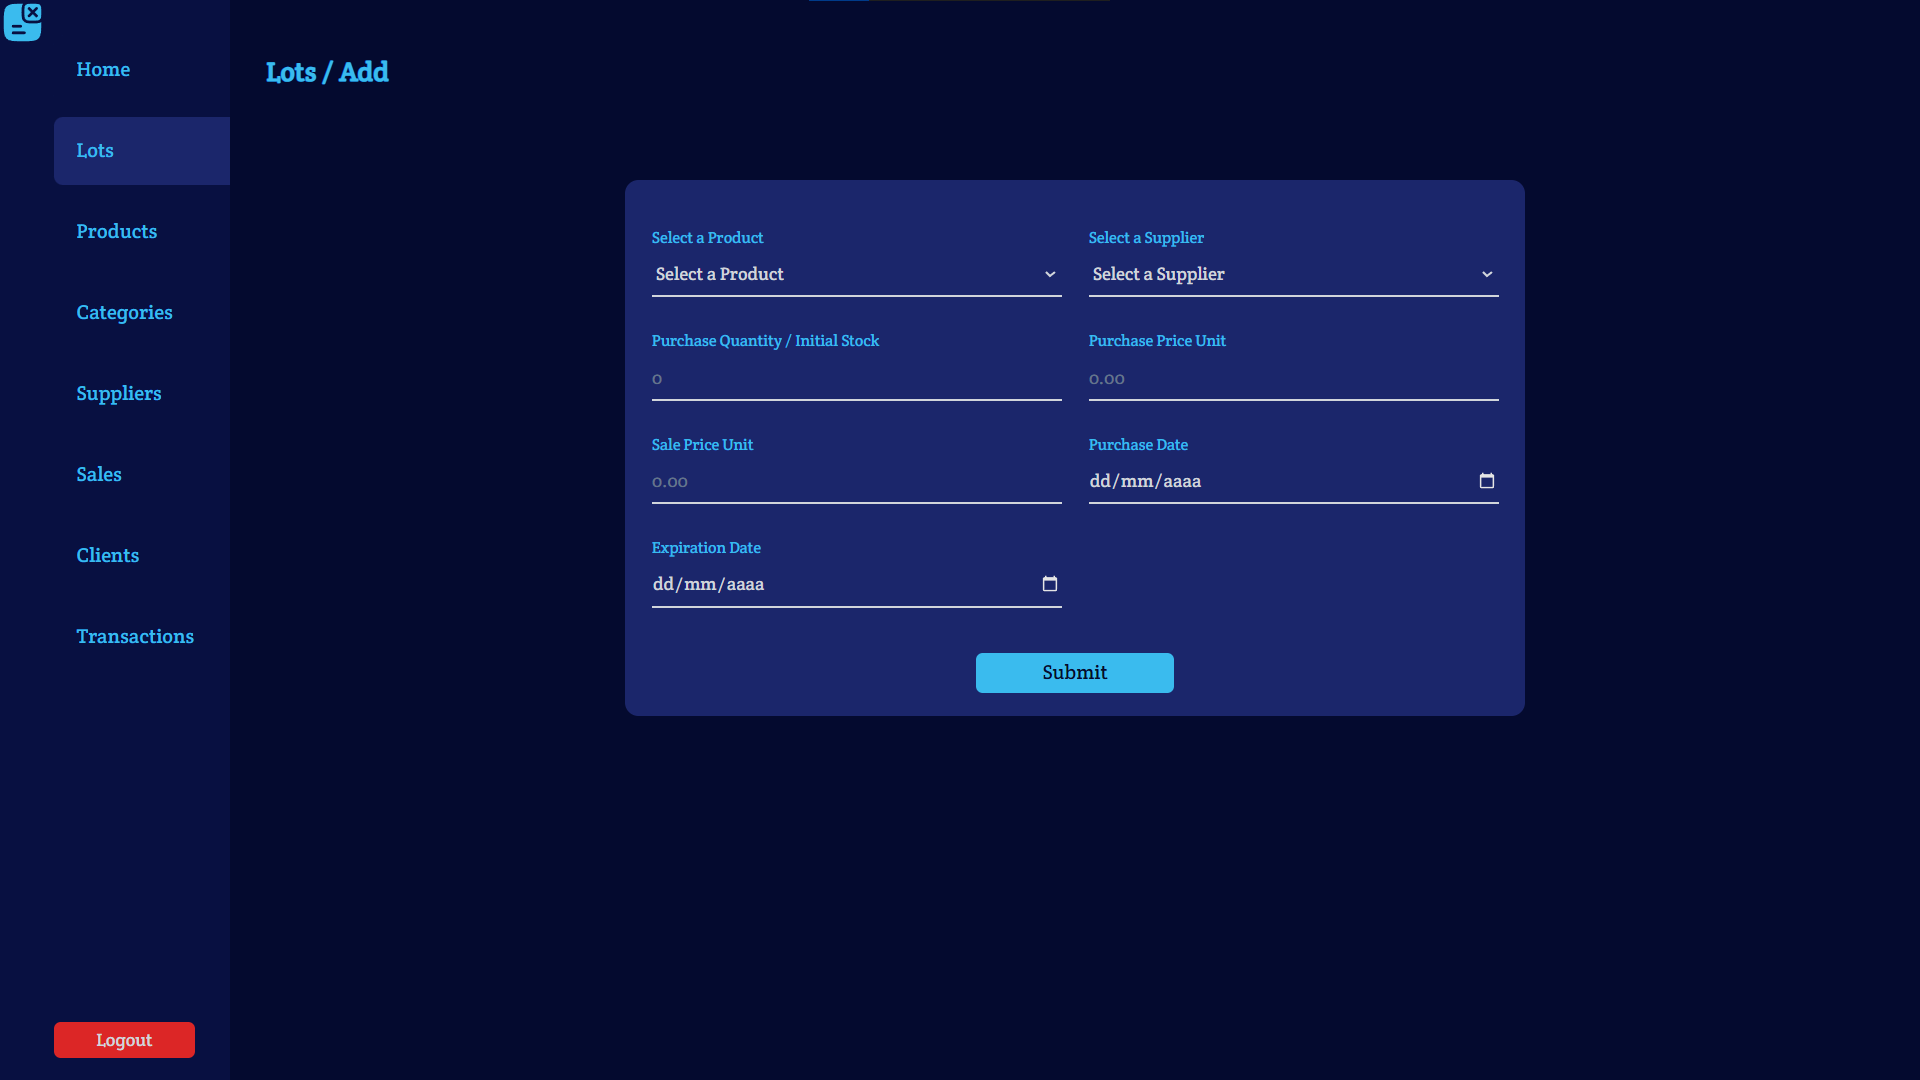 Home
Lots
Products
Categories
Suppliers
Sales
Clients
Transactions
Logout
Lots / Add
Select a Product
Select a Product
Select a Supplier
Select a Supplier
Purchase Quantity / Initial Stock
0
Purchase Price Unit
0.00
Sale Price Unit
0.00
Purchase Date
dd/mm/aaaa
Expiration Date
dd/mm/aaaa
Submit